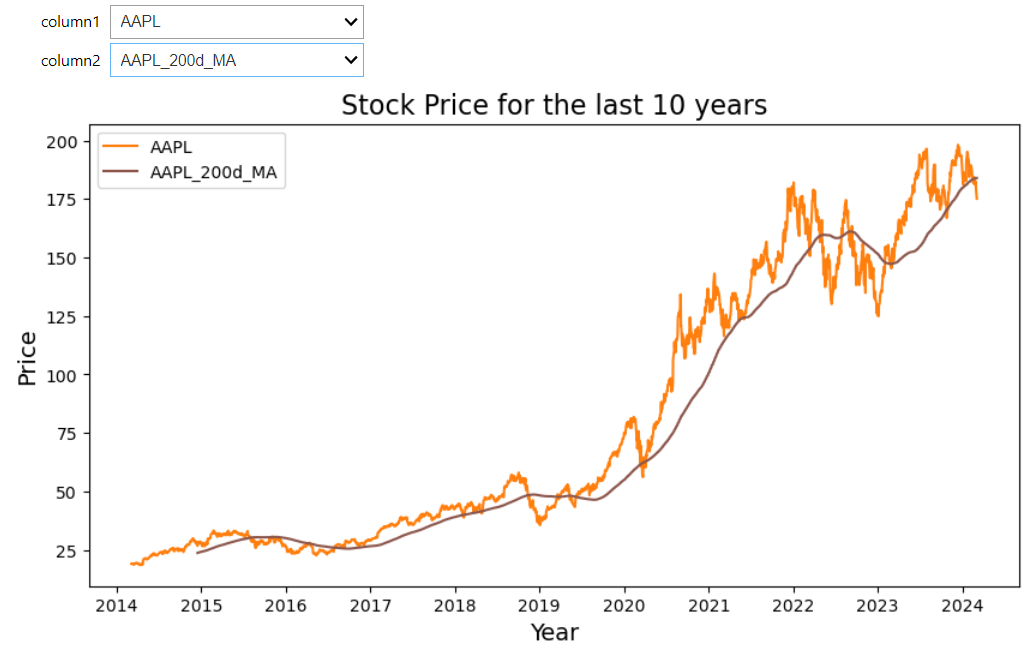 column1 AAPL
column2 AAPL_200d_MA
Stock Price for the last 10 years
AAPL
AAPL_200d_MA
200
175
150
125
100
75
50
25
Price
2014 2015 2016 2017 2018 2019 2020 2021 2022 2023 2024
Year